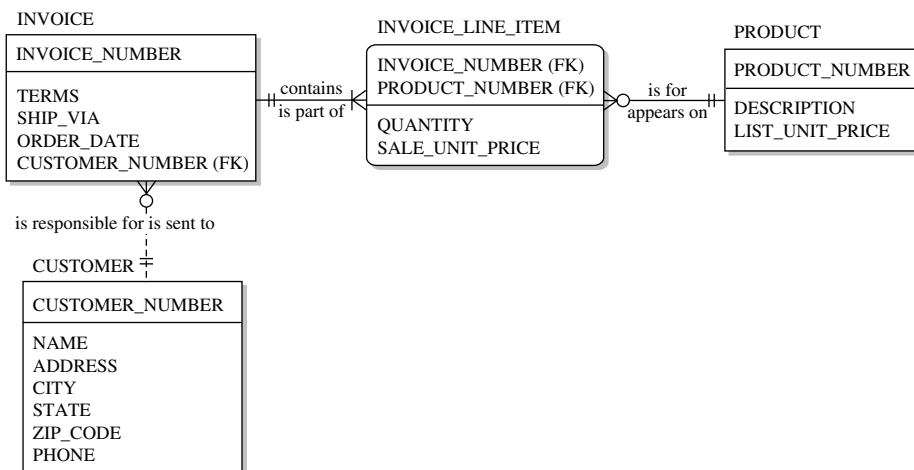 INVOICE
INVOICE_NUMBER
TERMS
SHIP_VIA
ORDER_DATE
CUSTOMER_NUMBER (FK)
contains
is part of
INVOICE_LINE_ITEM
INVOICE_NUMBER (FK)
PRODUCT_NUMBER (FK)
QUANTITY
SALE_UNIT_PRICE
is for
appears on
PRODUCT
PRODUCT_NUMBER
DESCRIPTION
LIST_UNIT_PRICE
is responsible for is sent to
CUSTOMER
CUSTOMER_NUMBER
NAME
ADDRESS
CITY
STATE
ZIP_CODE
PHONE